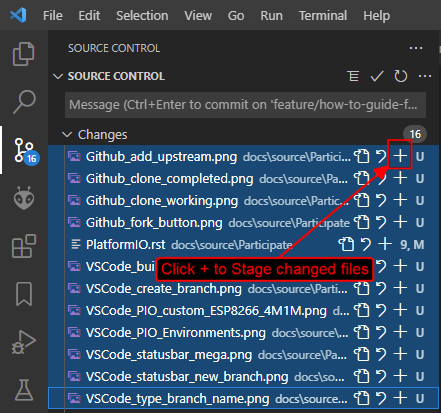 File Edit Selection View Go Run Terminal Help
SOURCE CONTROL
SOURCE CONTROL
Message (Ctrl+Enter to commit on 'feature/how-to-guide-f...
Changes 16
Github_add_upstream.png docs\source\Partici... U
Github_clone_completed.png docs\source\Part... U
Github_clone_working.png docs\source\Partici... U
Github_fork_button.png docs\source\Participate U
PlatformIO.rst docs\source\Participate 9, M
VSCode_bui U
Click + to Stage changed files
VSCode_create_branch.png docs\source\Parti... U
VSCode_PIO_custom_ESP8266_4M1M.png d... U
VSCode_PIO_Environments.png docs\source\... U
VSCode_statusbar_mega.png docs\source\Par... U
VSCode_statusbar_new_branch.png docs\so... U
VSCode_type_branch_name.png docs\source... U
16